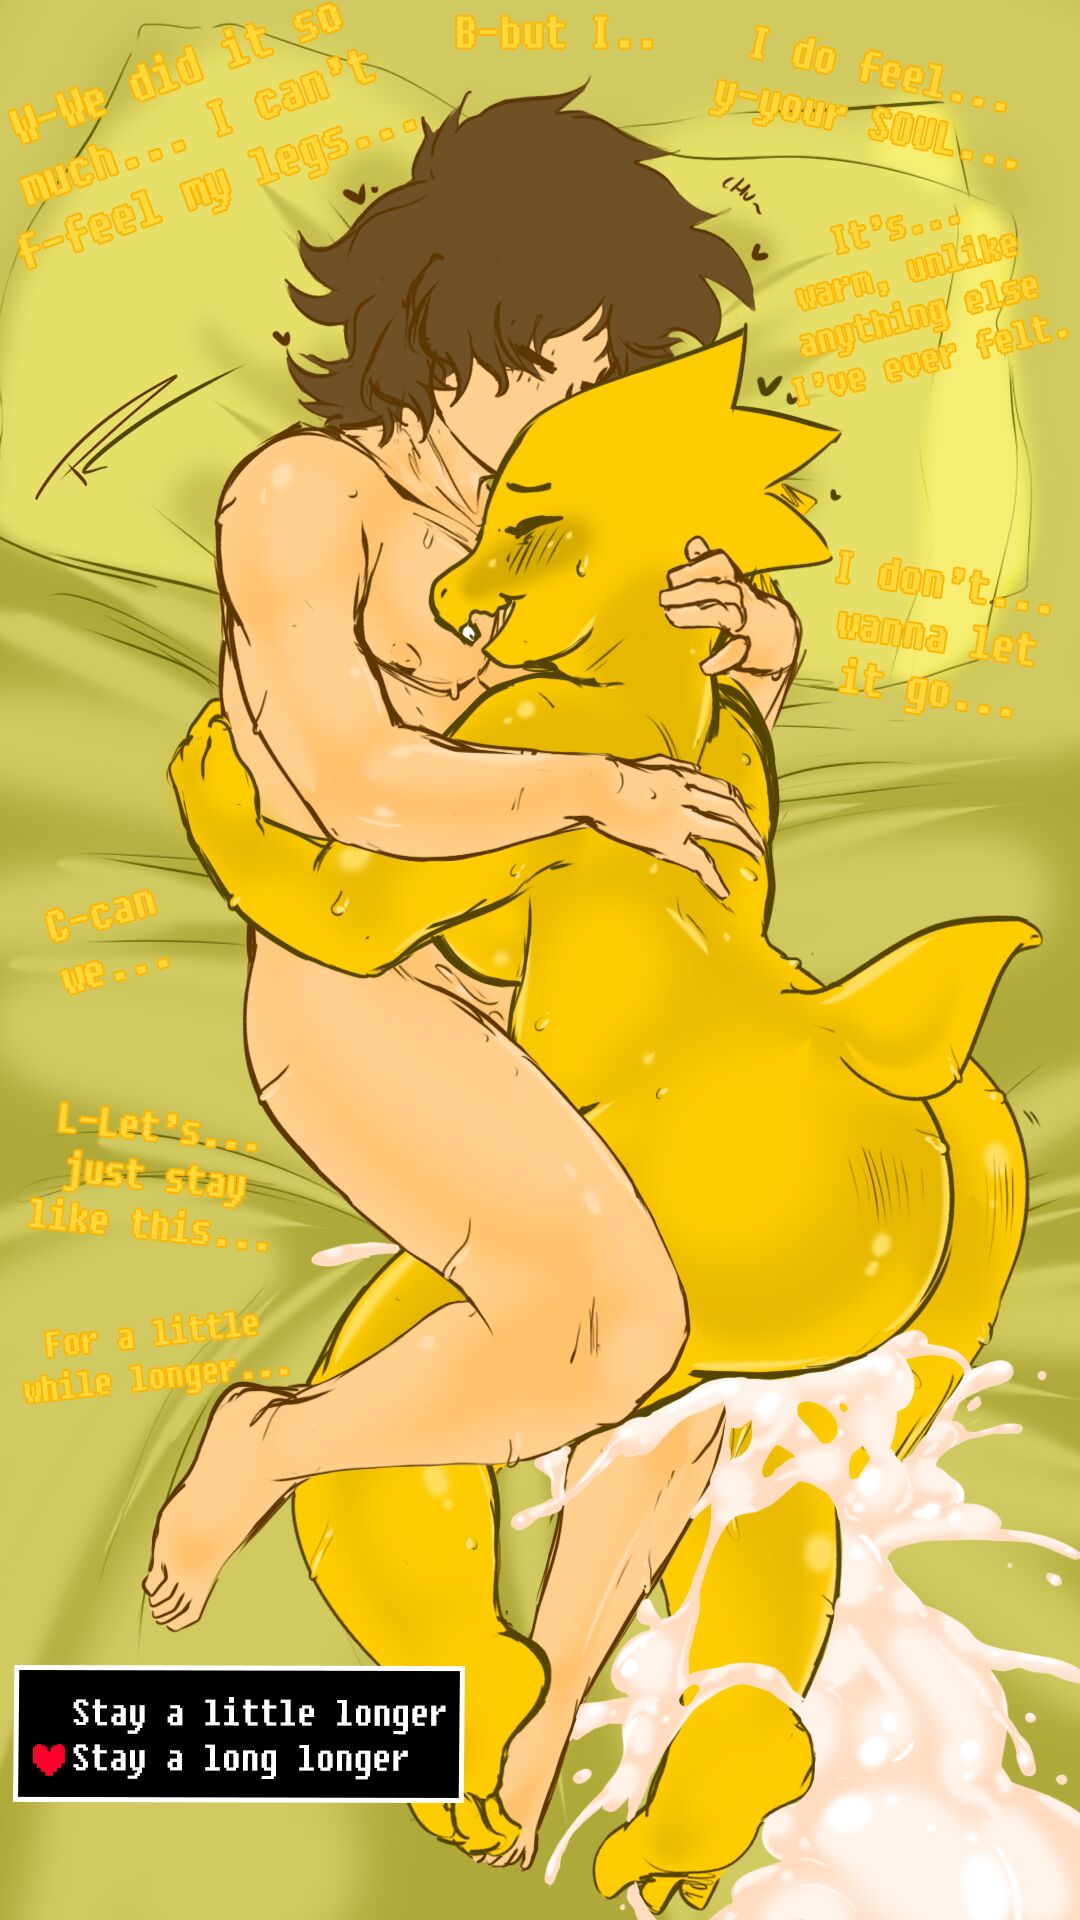 W-We did it so
much... I can't
f-feel my legs...
B-but I..
I do feel...
y-your SOUL...
cHu~
It's...
warm, unlike
anything else
I've ever felt.
I don't...
wanna let
it go...
C-can
we...
L-Let's...
just stay
like this...
For a little
while longer...
Stay a little longer
Stay a long longer